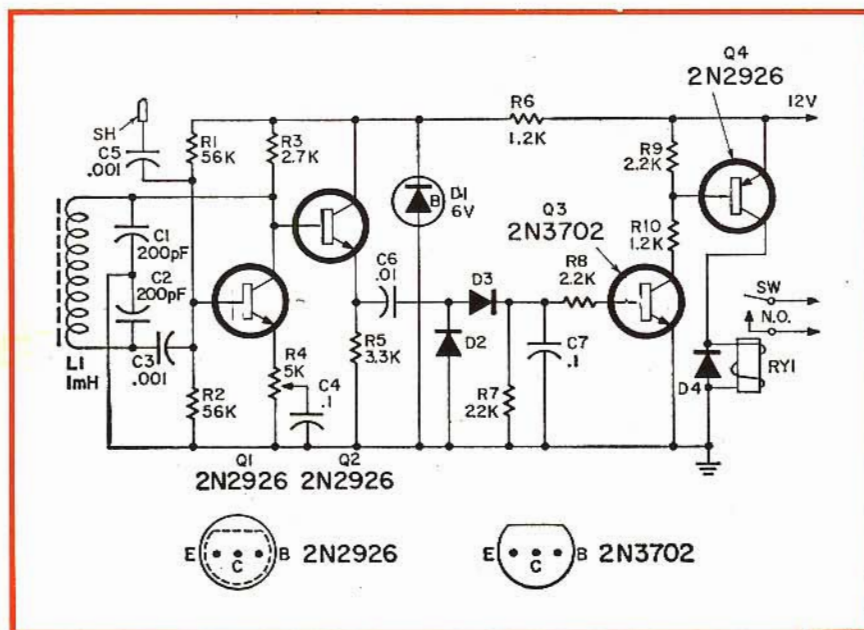 Q4
2N2926
12V
SH
R6
1.2K
C5
.001
R1
56K
R3
2.7K
R9
2.2K
D1
6V
B
Q3
2N3702
C1
200pF
R10
1.2K
C6
.01
D3
R8
2.2K
C2
200pF
SW
N.O.
L1
1mH
C3
.001
R4
5K
R5
3.3K
D2
C7
.1
RY1
R2
56K
C4
.1
R7
22K
D4
Q1
2N2926
Q2
2N2926
E
C
B
2N2926
E
C
B
2N3702